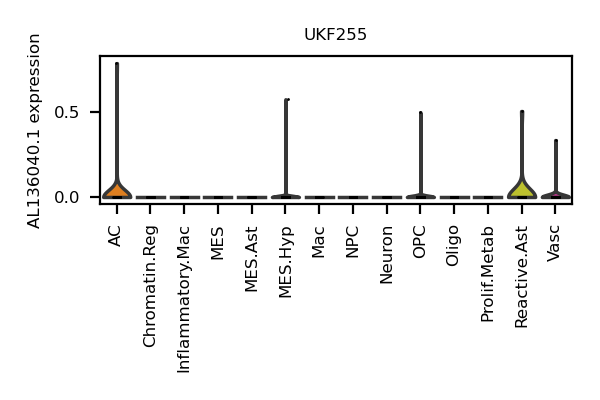 UKF255
AL136040.1 expression
0.5
0.0
AC
Chromatin.Reg
Inflammatory.Mac
MES
MES.Ast
MES.Hyp
Mac
NPC
Neuron
OPC
Oligo
Prolif.Metab
Reactive.Ast
Vasc